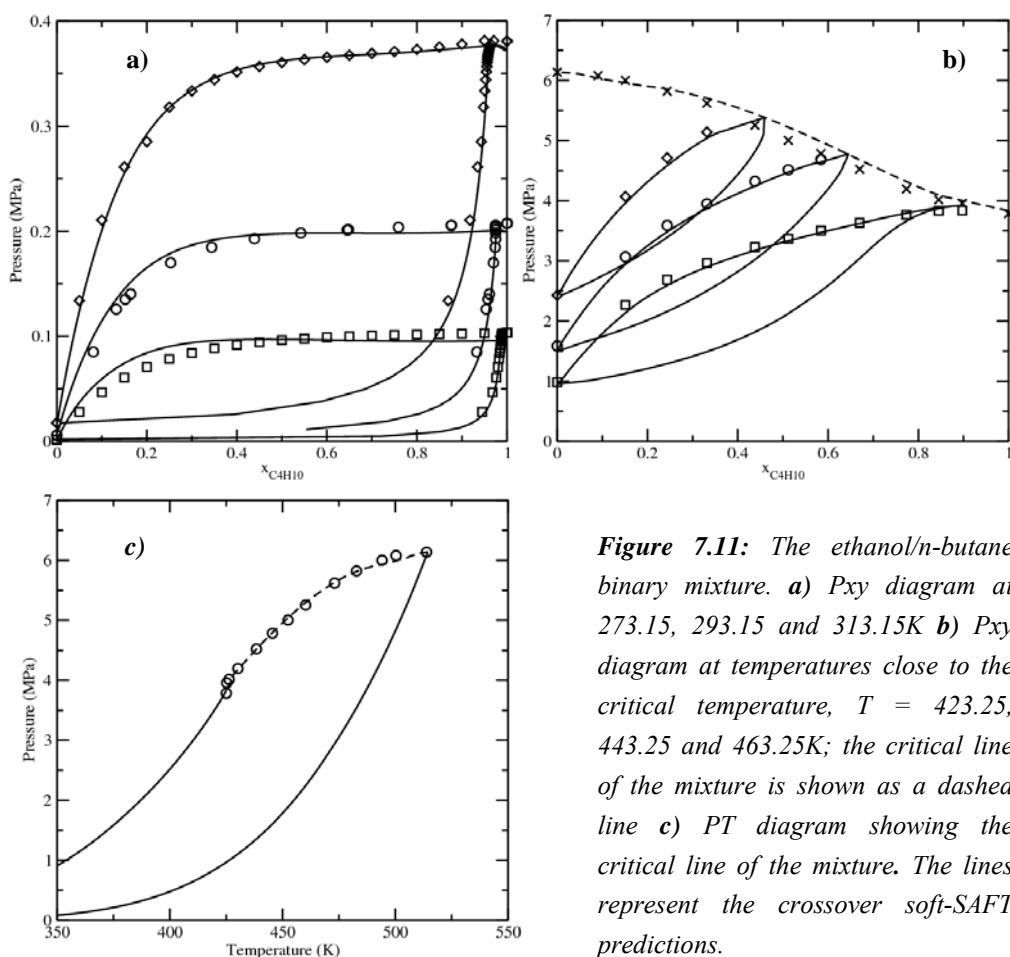 0.4
0.3
0.2
0.1
0
Pressure (MPa)
a)
0
0.2
0.4
0.6
0.8
1
xC4H10
7
6
5
4
3
2
1
0
Pressure (MPa)
b)
0
0.2
0.4
0.6
0.8
1
xC4H10
7
6
5
4
3
2
1
0
Pressure (MPa)
c)
350
400
450
500
550
Temperature (K)
Figure 7.11: The ethanol/n-butane
binary mixture. a) Pxy diagram at
273.15, 293.15 and 313.15K b) Pxy
diagram at temperatures close to the
critical temperature, T = 423.25,
443.25 and 463.25K; the critical line
of the mixture is shown as a dashed
line c) PT diagram showing the
critical line of the mixture. The lines
represent the crossover soft-SAFT
predictions.